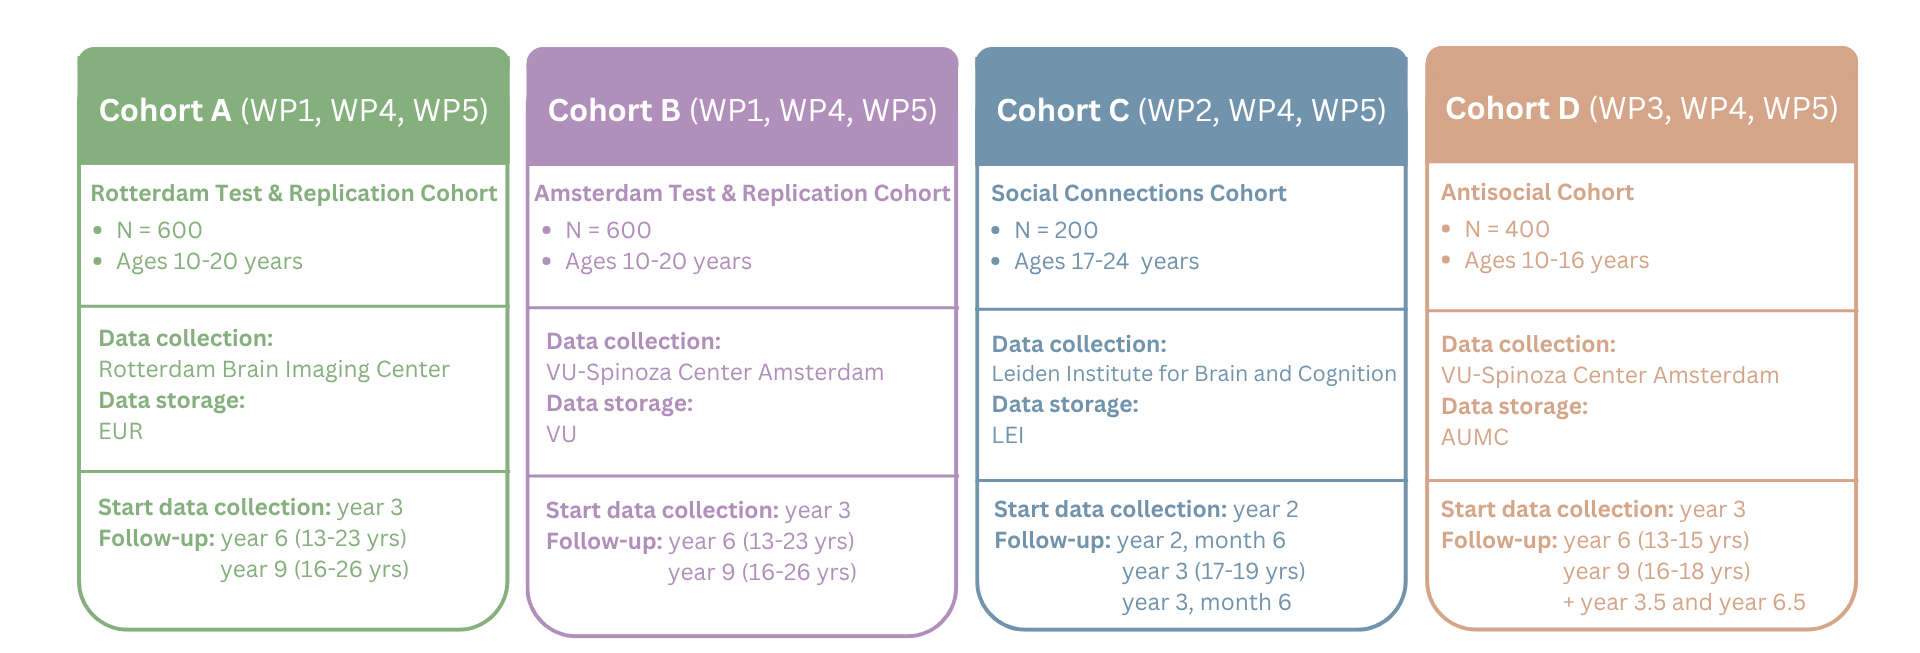 Cohort A (WP1, WP4, WP5)
Rotterdam Test & Replication Cohort
• N = 600
• Ages 10-20 years
Data collection:
Rotterdam Brain Imaging Center
Data storage:
EUR
Start data collection: year 3
Follow-up: year 6 (13-23 yrs)
year 9 (16-26 yrs)
Cohort B (WP1, WP4, WP5)
Amsterdam Test & Replication Cohort
• N = 600
• Ages 10-20 years
Data collection:
VU-Spinoza Center Amsterdam
Data storage:
VU
Start data collection: year 3
Follow-up: year 6 (13-23 yrs)
year 9 (16-26 yrs)
Cohort C (WP2, WP4, WP5)
Social Connections Cohort
• N = 200
• Ages 17-24 years
Data collection:
Leiden Institute for Brain and Cognition
Data storage:
LEI
Start data collection: year 2
Follow-up: year 2, month 6
year 3 (17-19 yrs)
year 3, month 6
Cohort D (WP3, WP4, WP5)
Antisocial Cohort
• N = 400
• Ages 10-16 years
Data collection:
VU-Spinoza Center Amsterdam
Data storage:
AUMC
Start data collection: year 3
Follow-up: year 6 (13-15 yrs)
year 9 (16-18 yrs)
+ year 3.5 and year 6.5